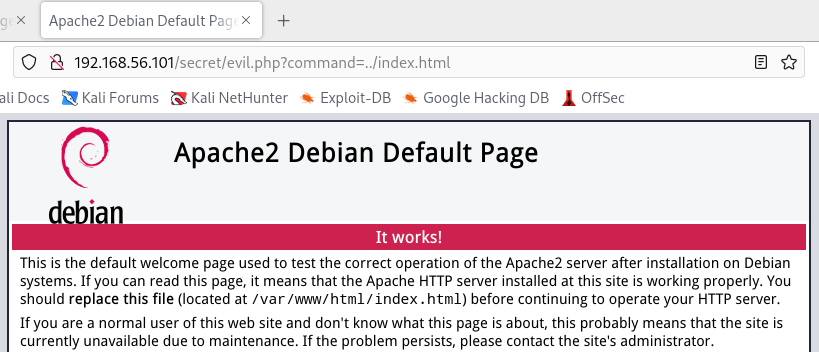 Apache2 Debian Default Page
192.168.56.101/secret/evil.php?command=../index.html
ali Docs Kali Forums Kali NetHunter Exploit-DB Google Hacking DB OffSec
Apache2 Debian Default Page
debian
It works!
This is the default welcome page used to test the correct operation of the Apache2 server after installation on Debian
systems. If you can read this page, it means that the Apache HTTP server installed at this site is working properly. You
should replace this file (located at /var/www/html/index.html) before continuing to operate your HTTP server.
If you are a normal user of this web site and don't know what this page is about, this probably means that the site is
currently unavailable due to maintenance. If the problem persists, please contact the site's administrator.